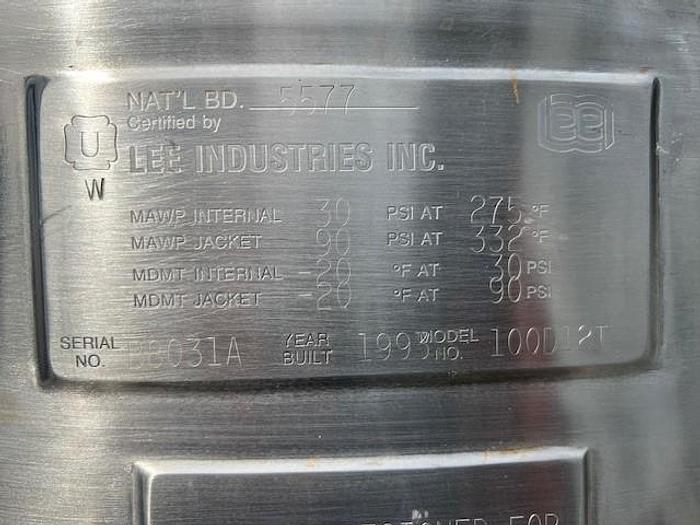 NAT'L BD. 5577
Certified by
LEE INDUSTRIES INC.
U
W
Lee
MAWP INTERNAL 30 PSI AT 275 °F
MAWP JACKET 90 PSI AT 332 °F
MDMT INTERNAL -20 °F AT 30 PSI
MDMT JACKET -20 °F AT 90 PSI
SERIAL NO. YEAR BUILT MODEL NO. 100D12T
DESIGNED FOR